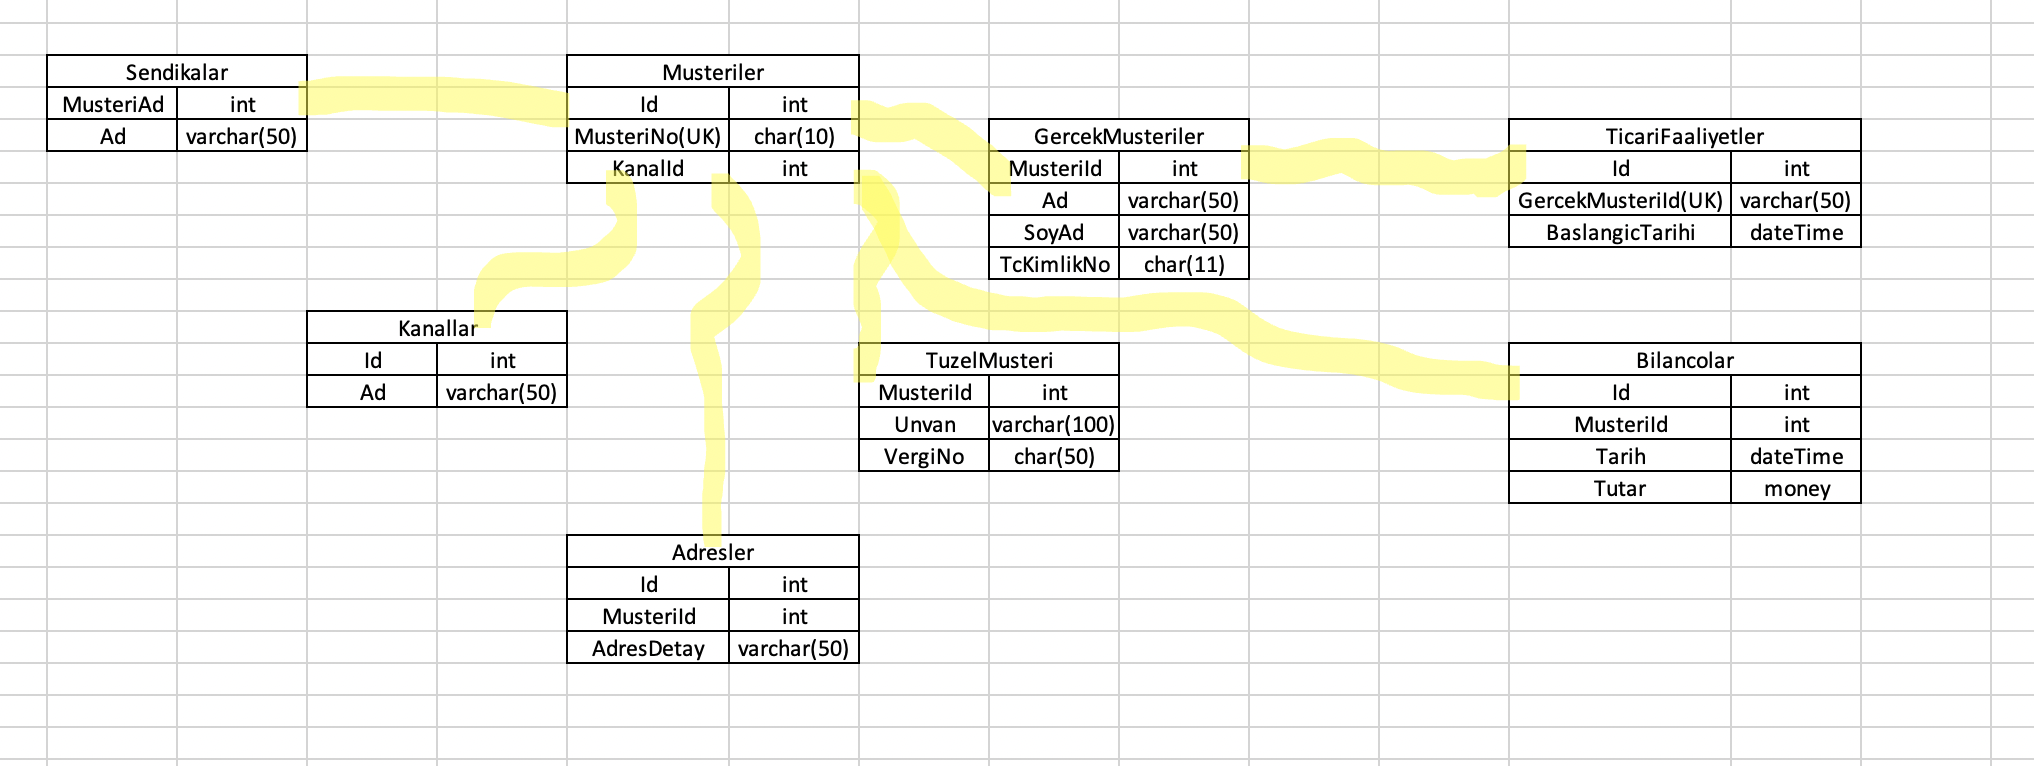 Sendikalar
MusteriAd int
Ad varchar(50)
Musteriler
Id int
MusteriNo(UK) char(10)
KanalId int
GercekMusteriler
MusteriId int
Ad varchar(50)
SoyAd varchar(50)
TcKimlikNo char(11)
TicariFaaliyetler
Id int
GercekMusteriId(UK) varchar(50)
BaslangicTarihi dateTime
Kanallar
Id int
Ad varchar(50)
TuzelMusteri
MusteriId int
Unvan varchar(100)
VergiNo char(50)
Bilancolar
Id int
MusteriId int
Tarih dateTime
Tutar money
Adresler
Id int
MusteriId int
AdresDetay varchar(50)